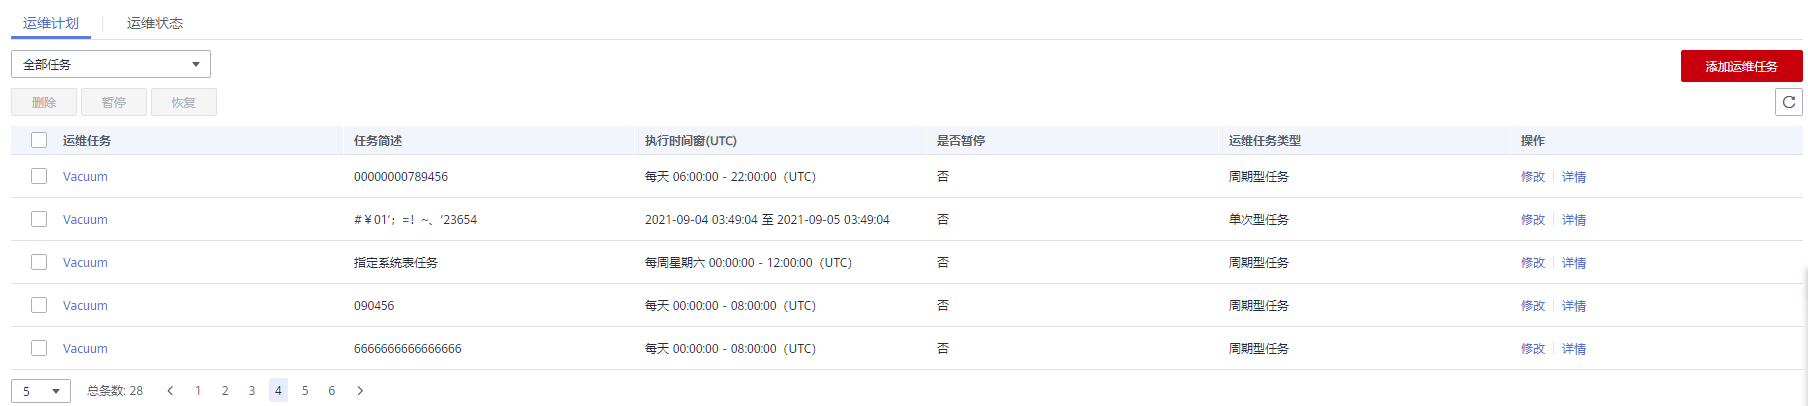 运维计划 运维状态
全部任务 添加运维任务
删除 暂停 恢复
运维任务 任务简述 执行时间窗(UTC) 是否暂停 运维任务类型 操作
Vacuum 00000000789456 每天 06:00:00 - 22:00:00（UTC） 否 周期型任务 修改 详情
Vacuum #￥01‘；=！~、‘23654 2021-09-04 03:49:04 至 2021-09-05 03:49:04 否 单次型任务 修改 详情
Vacuum 指定系统表任务 每周星期六 00:00:00 - 12:00:00（UTC） 否 周期型任务 修改 详情
Vacuum 090456 每天 00:00:00 - 08:00:00（UTC） 否 周期型任务 修改 详情
Vacuum 6666666666666666 每天 00:00:00 - 08:00:00（UTC） 否 周期型任务 修改 详情
5 总条数: 28 1 2 3 4 5 6